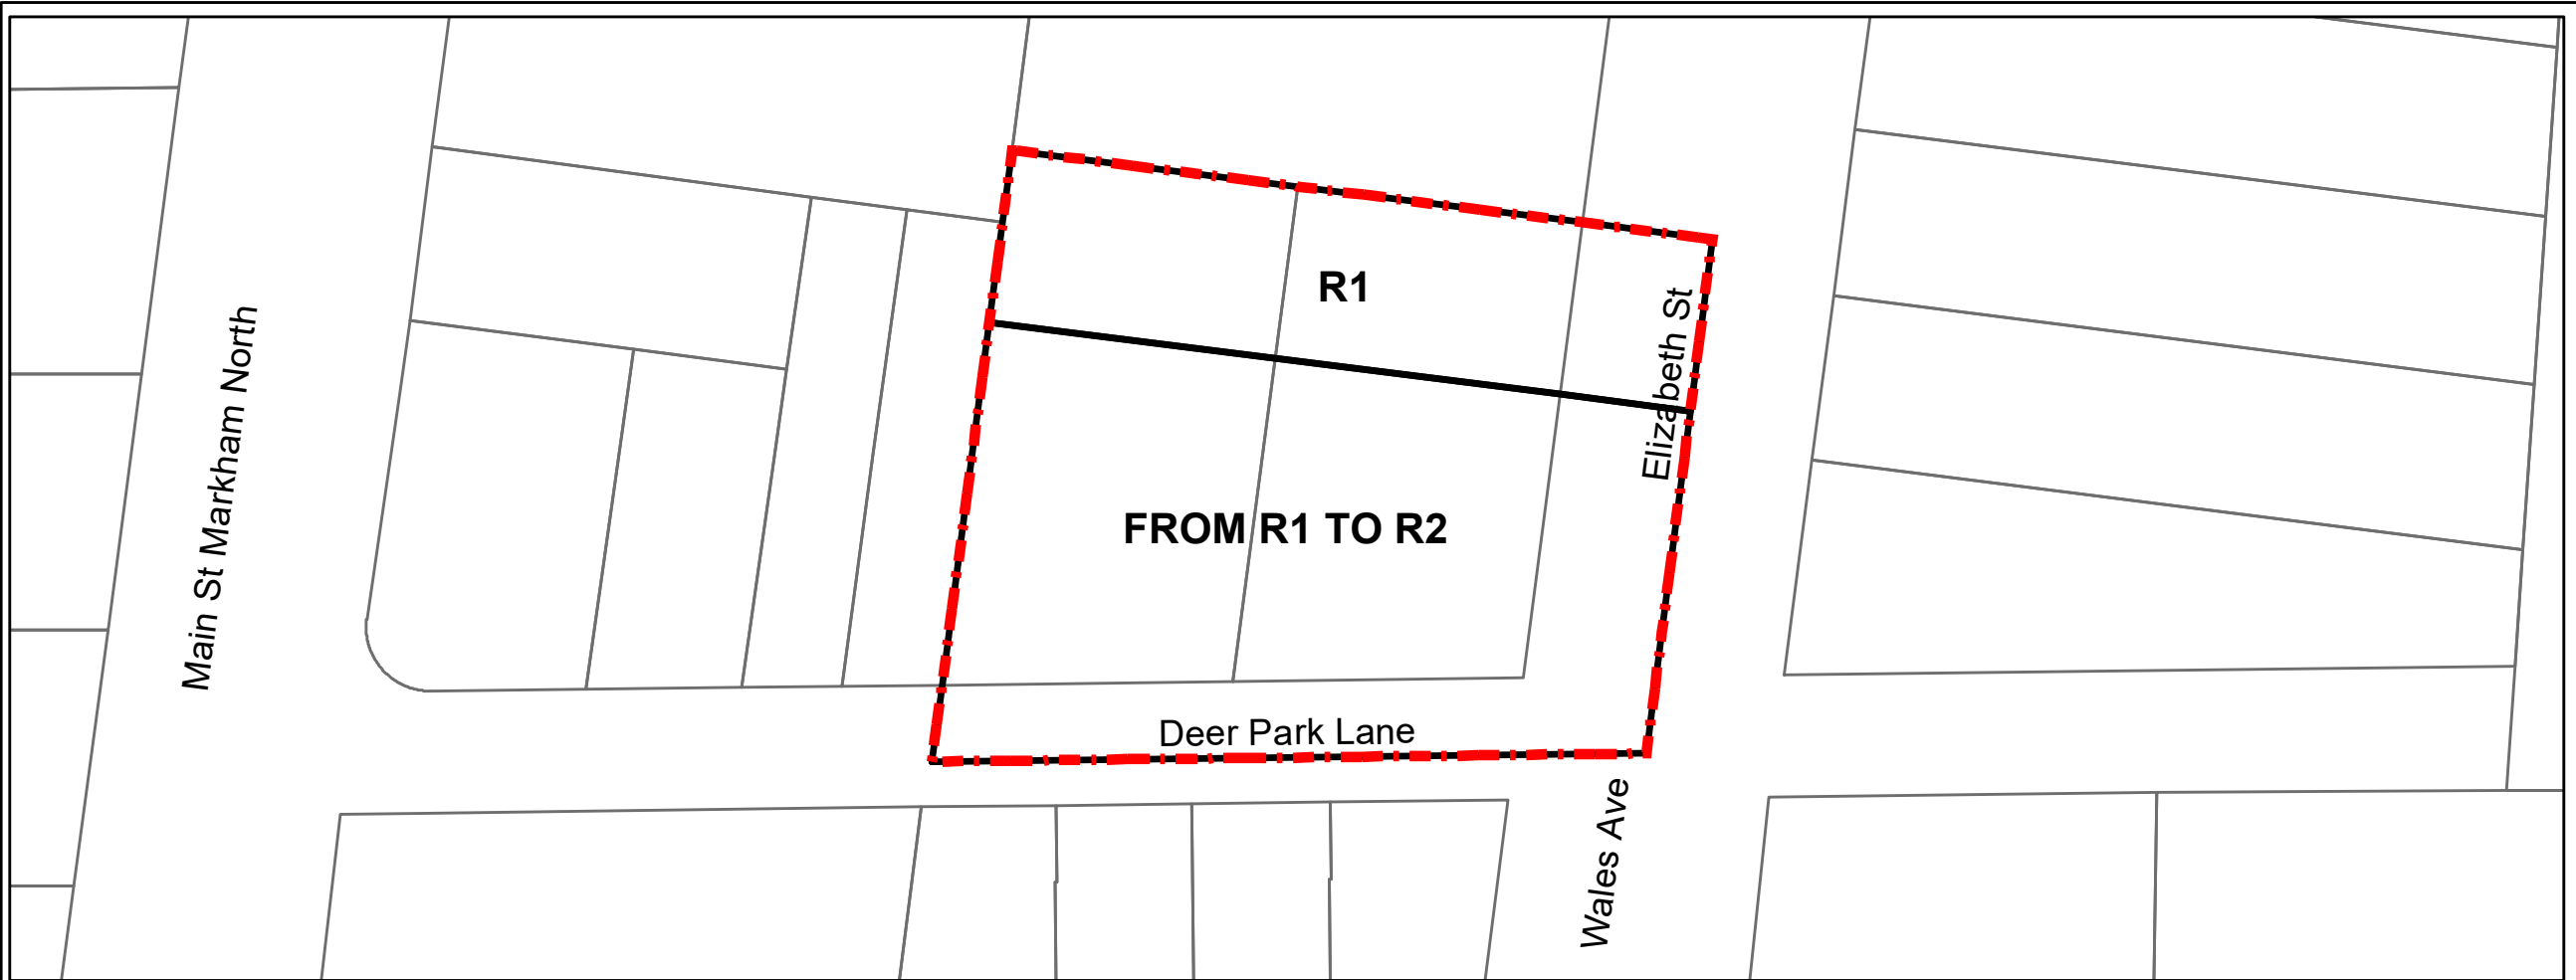 R1
Elizabeth St
Main St Markham North
FROM R1 TO R2
Deer Park Lane
Wales Ave